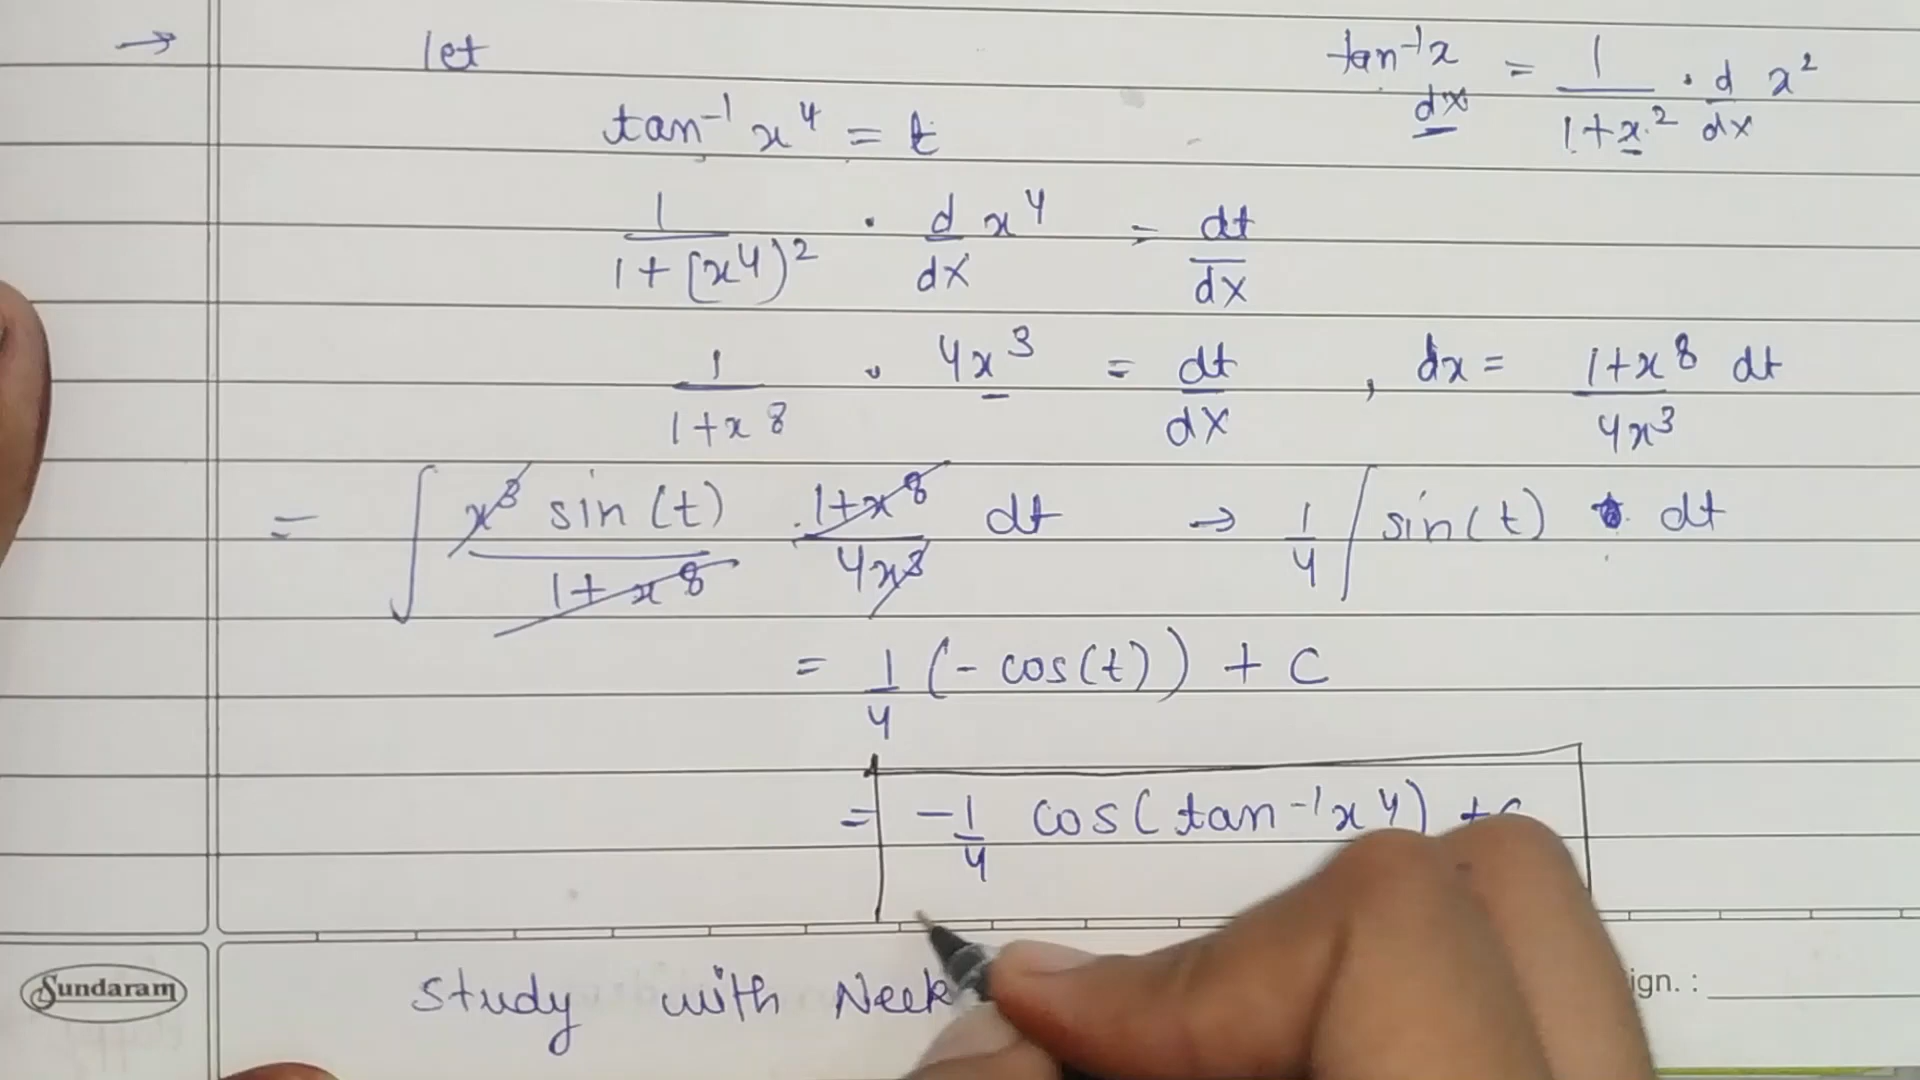 → let
tan⁻¹x/dx = 1/1+x² · d/dx x²
tan⁻¹ x⁴ = t
1/1+(x⁴)² · d/dx x⁴ = dt/dx
1/1+x⁸ · 4x³ = dt/dx , dx = 1+x⁸/4x³ dt
= ∫ x³ sin(t)/1+x⁸ · 1+x⁸/4x³ dt → 1/4 ∫ sin(t) dt
= 1/4 (- cos(t)) + c
= -1/4 cos(tan⁻¹x⁴) + c
Sundaram
Study with
ign. :